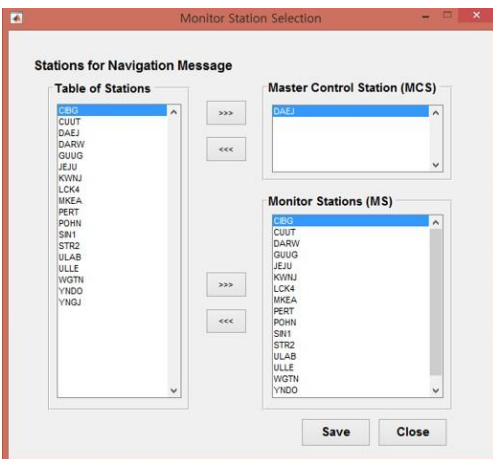 Monitor Station Selection
Stations for Navigation Message
Table of Stations
CIBG
CUUT
DAEJ
DARW
GUUG
JEJU
KWNJ
LCK4
MKEA
PERT
POHN
SIN1
STR2
ULAB
ULLE
WGTN
YNDO
YNGJ
>>>
<<<
>>>
<<<
Master Control Station (MCS)
DAEJ
Monitor Stations (MS)
CIBG
CUUT
DARW
GUUG
JEJU
KWNJ
LCK4
MKEA
PERT
POHN
SIN1
STR2
ULAB
ULLE
WGTN
YNDO
Save
Close